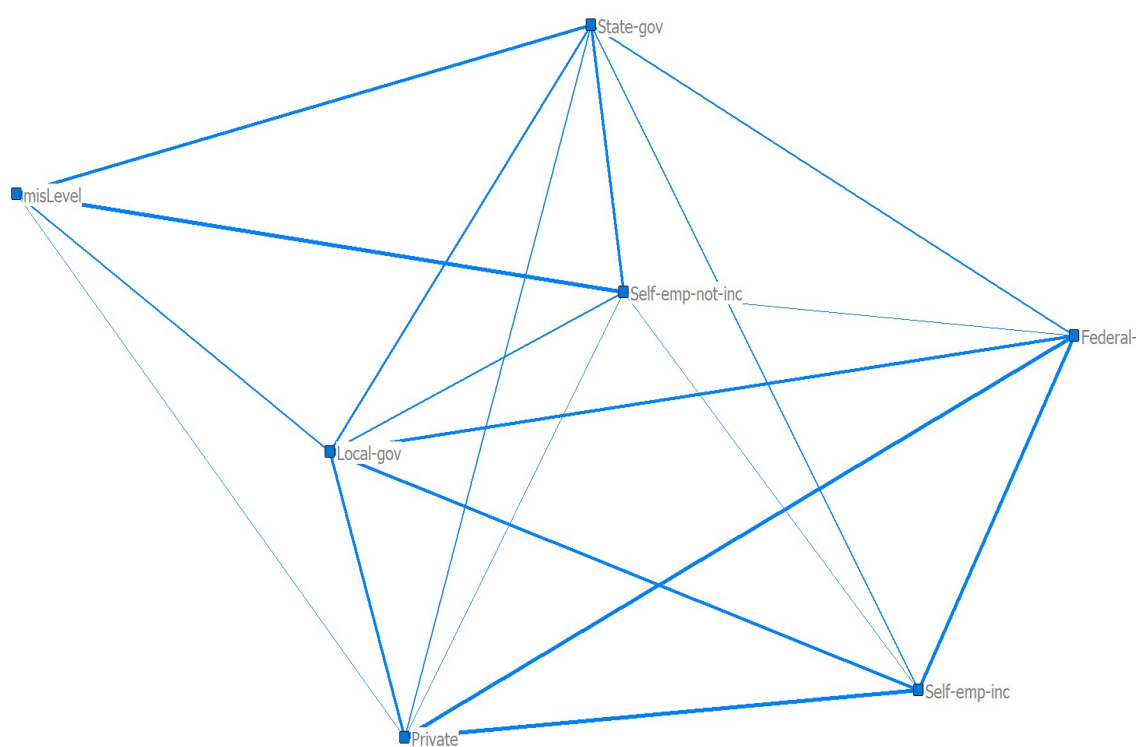 State-gov
misLevel
Self-emp-not-inc
Federal-
Local-gov
Self-emp-inc
Private